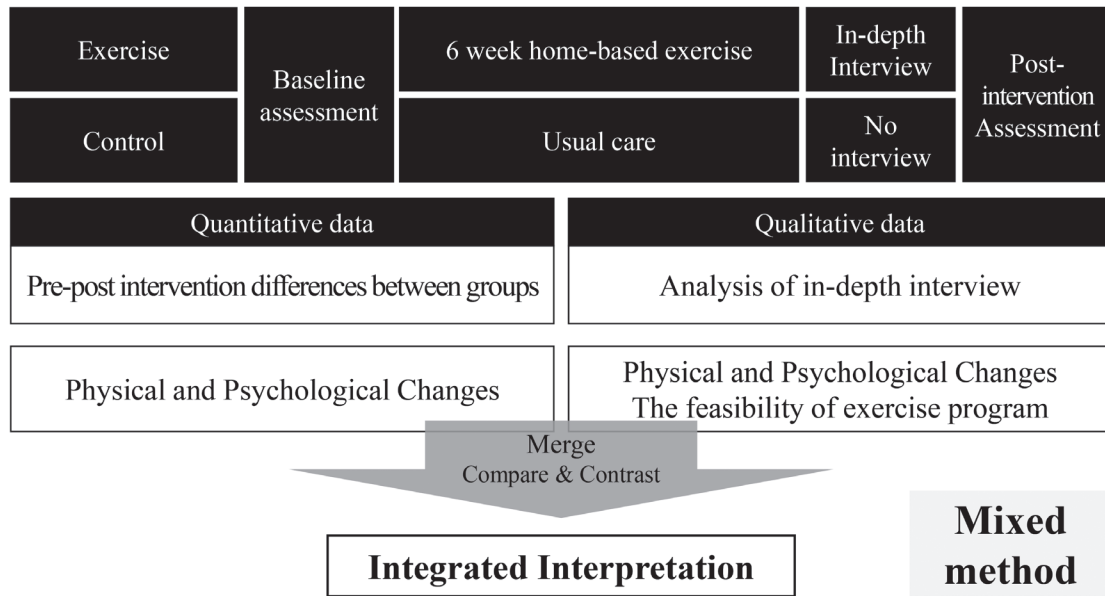 Exercise
Control
Baseline
assessment
6 week home-based exercise
Usual care
In-depth
Interview
No
interview
Post-
intervention
Assessment
Quantitative data
Pre-post intervention differences between groups
Physical and Psychological Changes
Qualitative data
Analysis of in-depth interview
Physical and Psychological Changes
The feasibility of exercise program
Merge
Compare & Contrast
Integrated Interpretation
Mixed
method